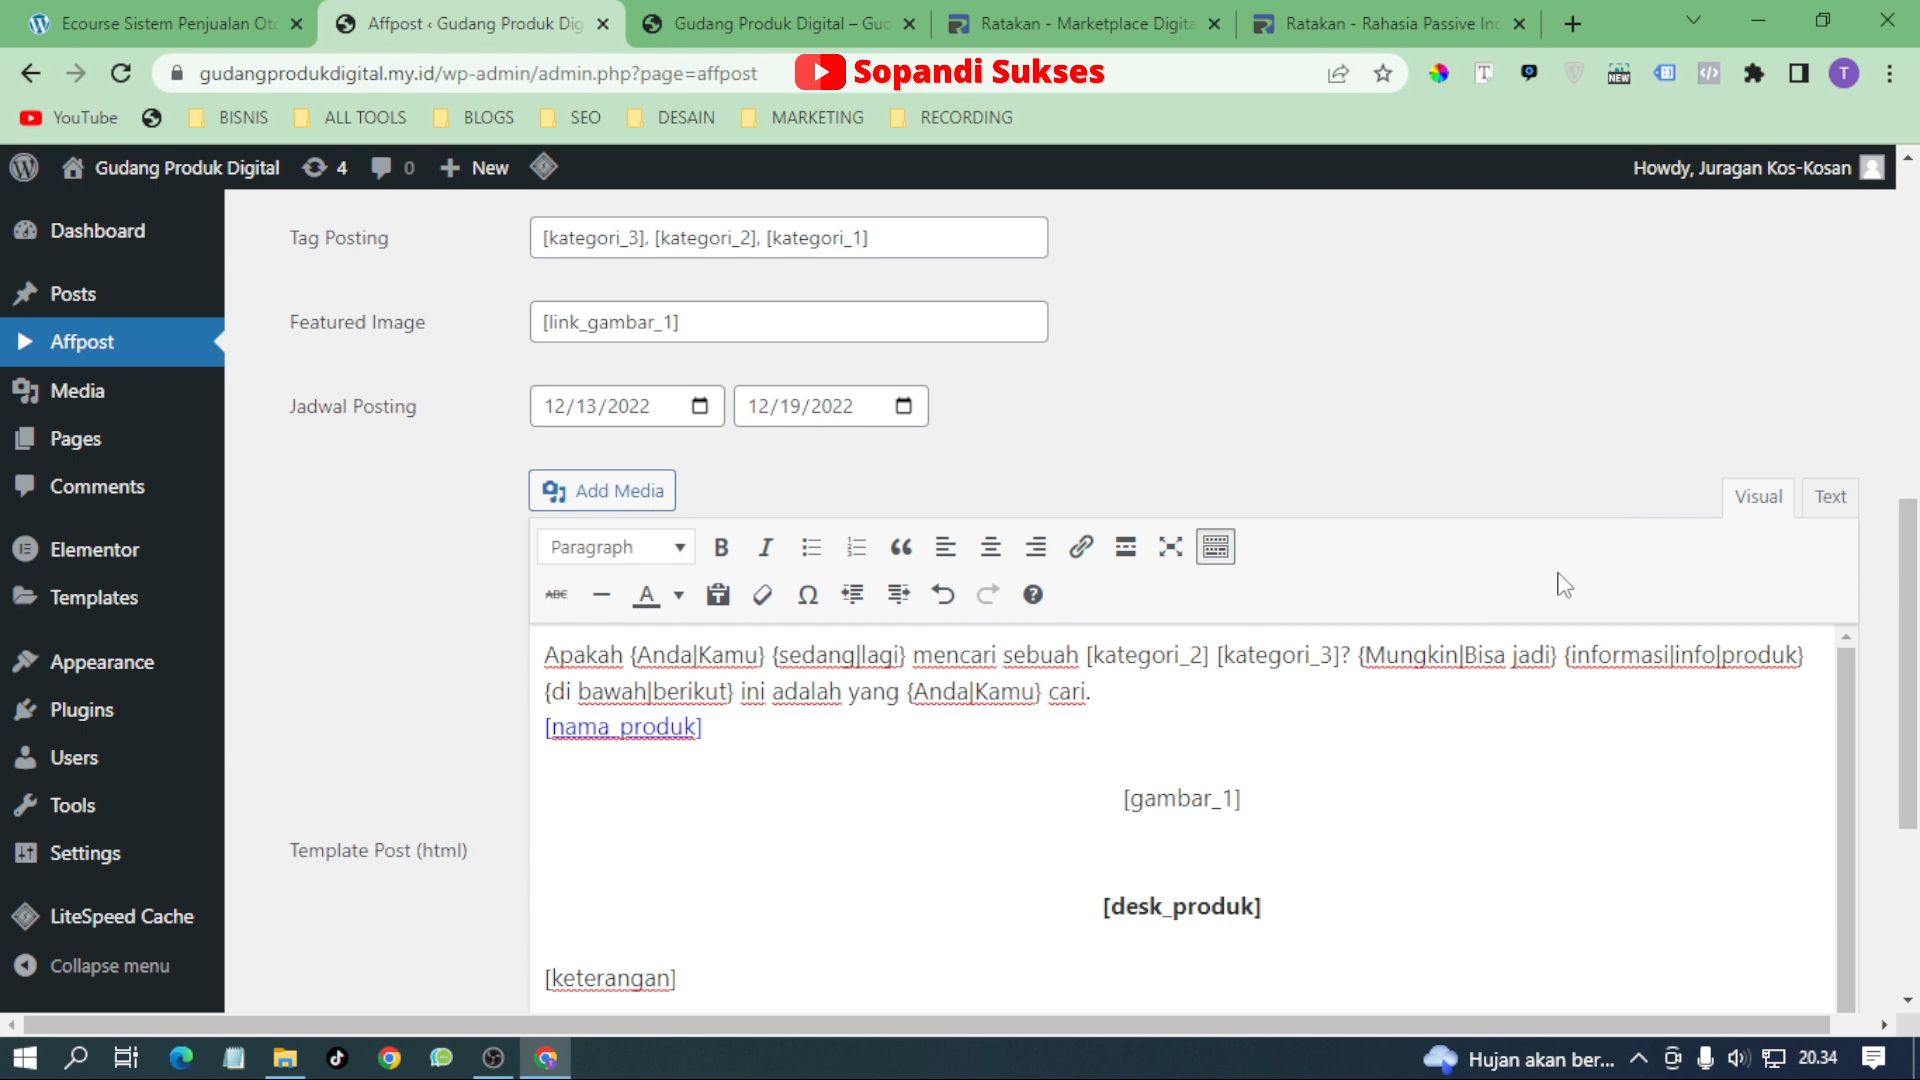 Ecourse Sistem Penjualan Oto
Affpost ‹ Gudang Produk Dig
Gudang Produk Digital – Gud
Ratakan - Marketplace Digita
Ratakan - Rahasia Passive Inc
gudangprodukdigital.my.id/wp-admin/admin.php?page=affpost
Sopandi Sukses
T
NEW
T
YouTube
BISNIS
ALL TOOLS
BLOGS
SEO
DESAIN
MARKETING
RECORDING
Gudang Produk Digital
4
0
New
Howdy, Juragan Kos-Kosan
Dashboard
Posts
Affpost
Media
Pages
Comments
Elementor
Templates
Appearance
Plugins
Users
Tools
Settings
LiteSpeed Cache
Collapse menu
Tag Posting
[kategori_3], [kategori_2], [kategori_1]
Featured Image
[link_gambar_1]
Jadwal Posting
12/13/2022
12/19/2022
Add Media
Visual
Text
Paragraph
B
I
ABE
A
Template Post (html)
Apakah {Anda|Kamu} {sedang|lagi} mencari sebuah [kategori_2] [kategori_3]? {Mungkin|Bisa jadi} {informasi|info|produk}
{di bawah|berikut} ini adalah yang {Anda|Kamu} cari.
[nama_produk]
[gambar_1]
[desk_produk]
[keterangan]
Hujan akan ber...
20.34